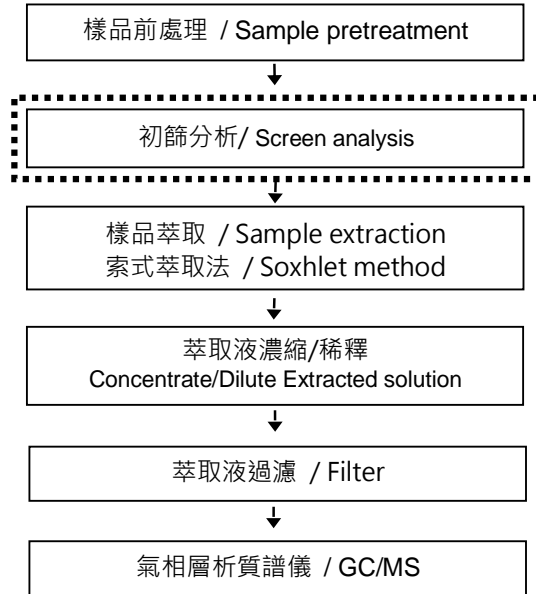 樣品前處理 / Sample pretreatment
初篩分析/ Screen analysis
樣品萃取 / Sample extraction
索式萃取法 / Soxhlet method
萃取液濃縮/稀釋
Concentrate/Dilute Extracted solution
萃取液過濾 / Filter
氣相層析質譜儀 / GC/MS